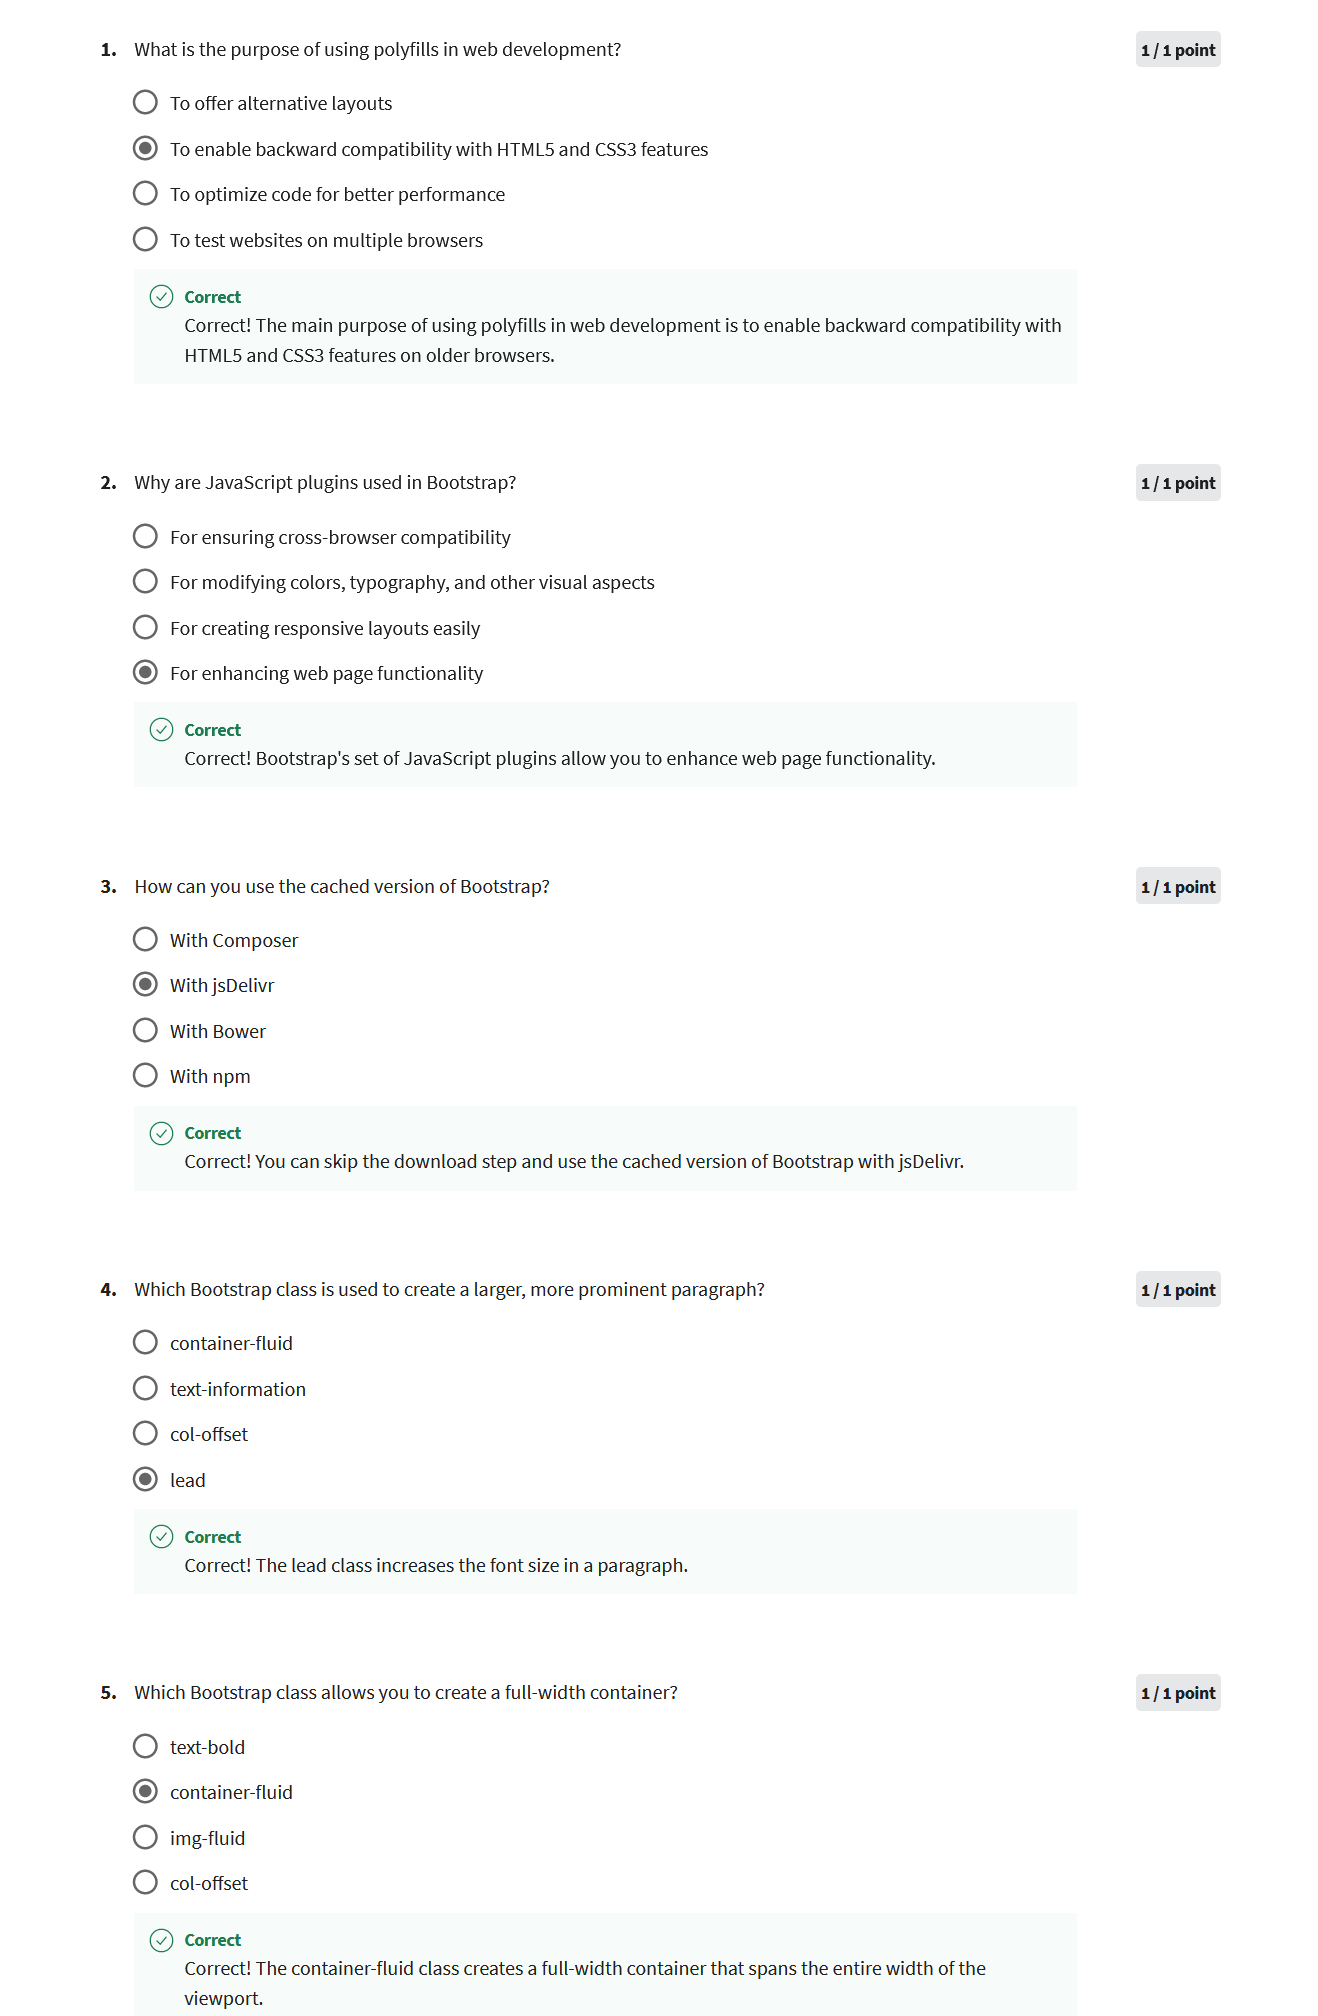 1. What is the purpose of using polyfills in web development? 1 / 1 point
To offer alternative layouts
To enable backward compatibility with HTML5 and CSS3 features
To optimize code for better performance
To test websites on multiple browsers
Correct
Correct! The main purpose of using polyfills in web development is to enable backward compatibility with
HTML5 and CSS3 features on older browsers.
2. Why are JavaScript plugins used in Bootstrap? 1 / 1 point
For ensuring cross-browser compatibility
For modifying colors, typography, and other visual aspects
For creating responsive layouts easily
For enhancing web page functionality
Correct
Correct! Bootstrap's set of JavaScript plugins allow you to enhance web page functionality.
3. How can you use the cached version of Bootstrap? 1 / 1 point
With Composer
With jsDelivr
With Bower
With npm
Correct
Correct! You can skip the download step and use the cached version of Bootstrap with jsDelivr.
4. Which Bootstrap class is used to create a larger, more prominent paragraph? 1 / 1 point
container-fluid
text-information
col-offset
lead
Correct
Correct! The lead class increases the font size in a paragraph.
5. Which Bootstrap class allows you to create a full-width container? 1 / 1 point
text-bold
container-fluid
img-fluid
col-offset
Correct
Correct! The container-fluid class creates a full-width container that spans the entire width of the
viewport.